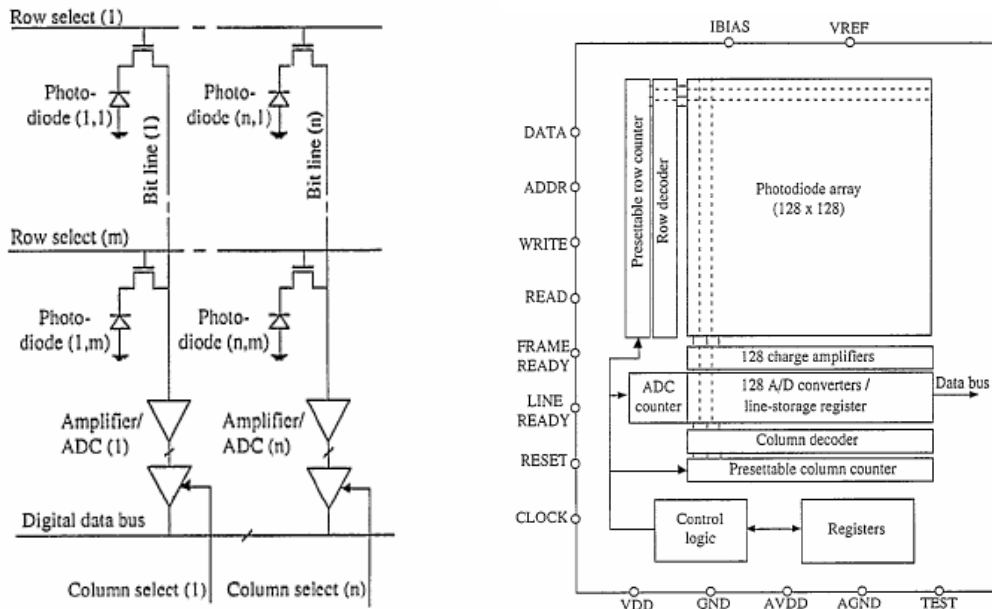 Row select (1)
Photo-
diode (1,1)
Photo-
diode (n,1)
Bit line (1)
Bit line (n)
Row select (m)
Photo-
diode (1,m)
Photo-
diode (n,m)
Amplifier/
ADC (1)
Amplifier/
ADC (n)
Digital data bus
Column select (1)
Column select (n)
IBIAS
VREF
DATA
ADDR
WRITE
READ
FRAME
READY
LINE
READY
RESET
CLOCK
Presettable row counter
Row decoder
Photodiode array
(128 x 128)
128 charge amplifiers
ADC
counter
128 A/D converters /
line-storage register
Data bus
Column decoder
Presettable column counter
Control
logic
Registers
VDD
GND
AVDD
AGND
TEST